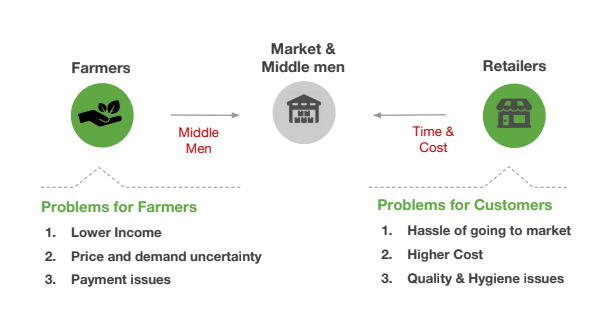 Farmers
Market &
Middle men
Retailers
Middle
Men
Time &
Cost
Problems for Farmers
1. Lower Income
2. Price and demand uncertainty
3. Payment issues
Problems for Customers
1. Hassle of going to market
2. Higher Cost
3. Quality & Hygiene issues